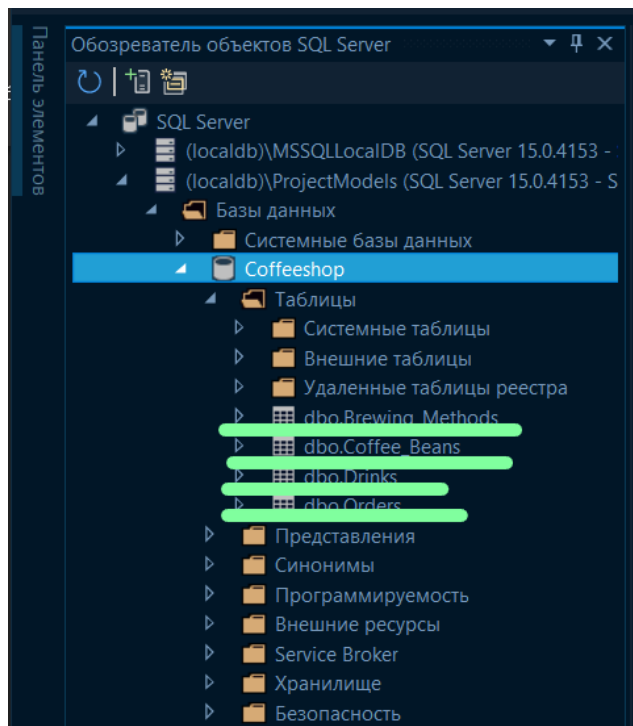 Панель элементов
Обозреватель объектов SQL Server
SQL Server
(localdb)\MSSQLLocalDB (SQL Server 15.0.4153 -
(localdb)\ProjectModels (SQL Server 15.0.4153 - S
Базы данных
Системные базы данных
Coffeeshop
Таблицы
Системные таблицы
Внешние таблицы
Удаленные таблицы реестра
dbo.Brewing_Methods
dbo.Coffee_Beans
dbo.Drinks
dbo.Orders
Представления
Синонимы
Программируемость
Внешние ресурсы
Service Broker
Хранилище
Безопасность